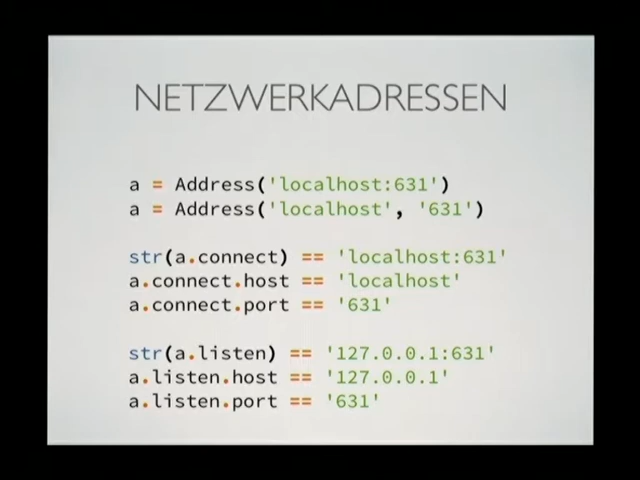 NETZWERKADRESSEN
a = Address('localhost:631')
a = Address('localhost', '631')
str(a.connect) == 'localhost:631'
a.connect.host == 'localhost'
a.connect.port == '631'
str(a.listen) == '127.0.0.1:631'
a.listen.host == '127.0.0.1'
a.listen.port == '631'